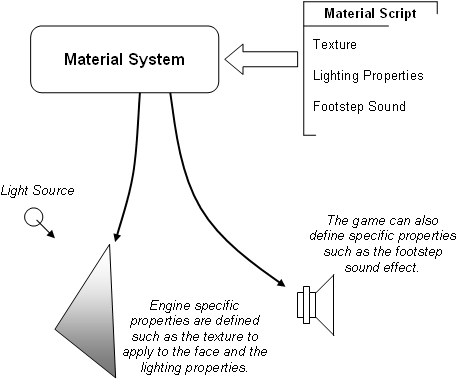 Material Script
Material System
Texture
Lighting Properties
Footstep Sound
Light Source
The game can also
define specific properties
such as the footstep
sound effect.
Engine specific
properties are defined
such as the texture to
apply to the face and the
lighting properties.